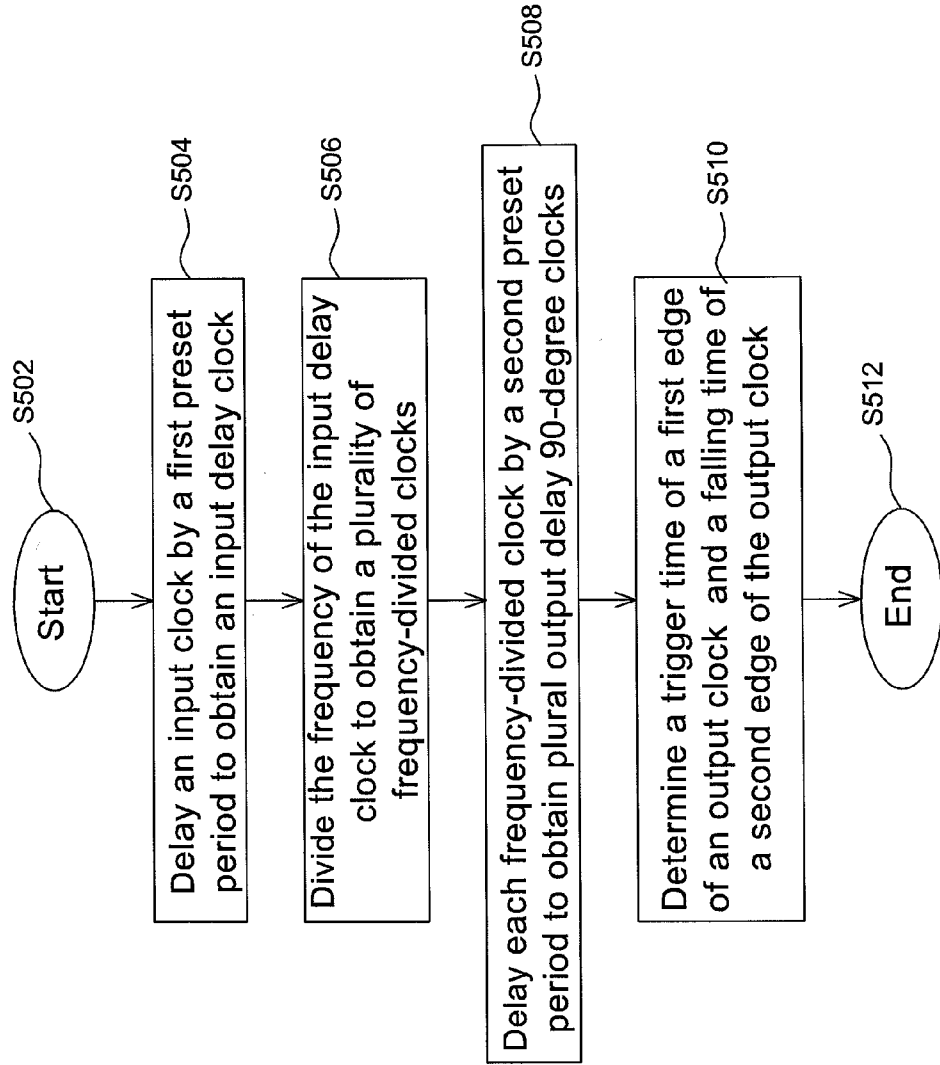 Start
S502
Delay an input clock by a first preset
period to obtain an input delay clock
S504
Divide the frequency of the input delay
clock to obtain a plurality of
frequency-divided clocks
S506
Delay each frequency-divided clock by a second preset
period to obtain plural output delay 90-degree clocks
S508
Determine a trigger time of a first edge
of an output clock and a falling time of
a second edge of the output clock
S510
End
S512